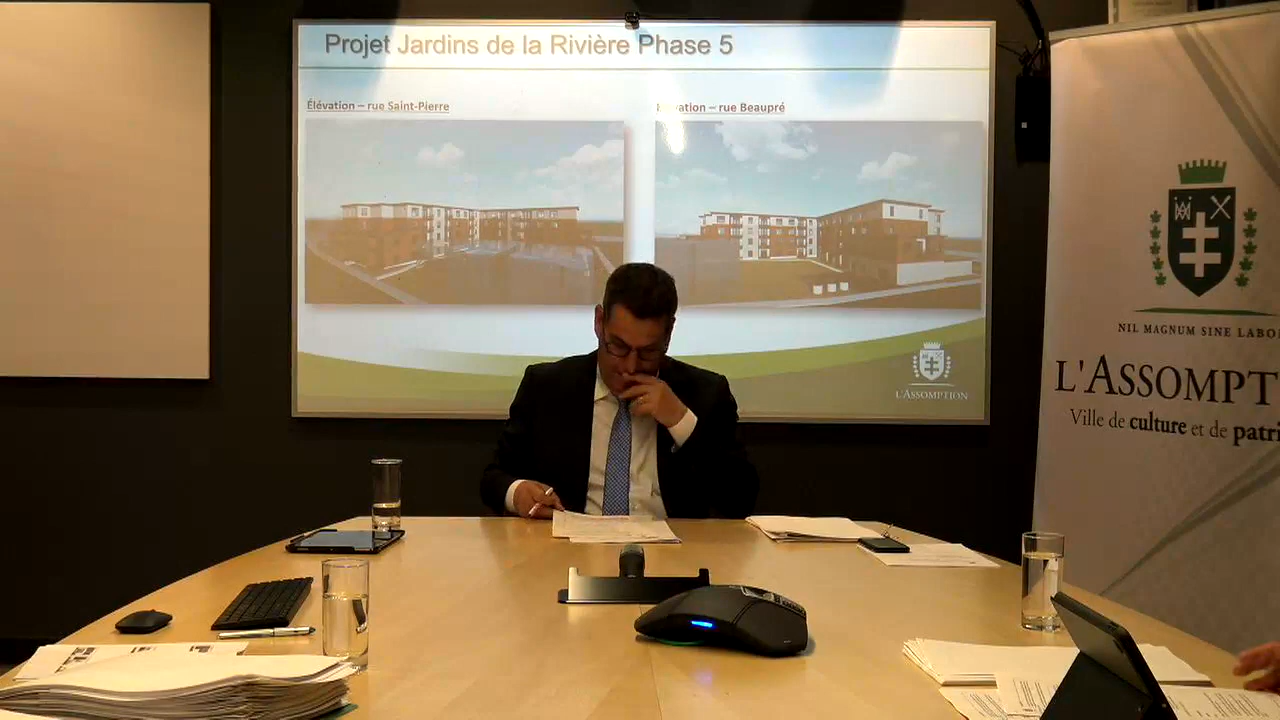 Projet Jardins de la Rivière Phase 5
Élévation – rue Saint-Pierre
vation – rue Beaupré
L'ASSOMPTION
NIL MAGNUM SINE LABO
L'ASSOMPT
Ville de culture et de patri